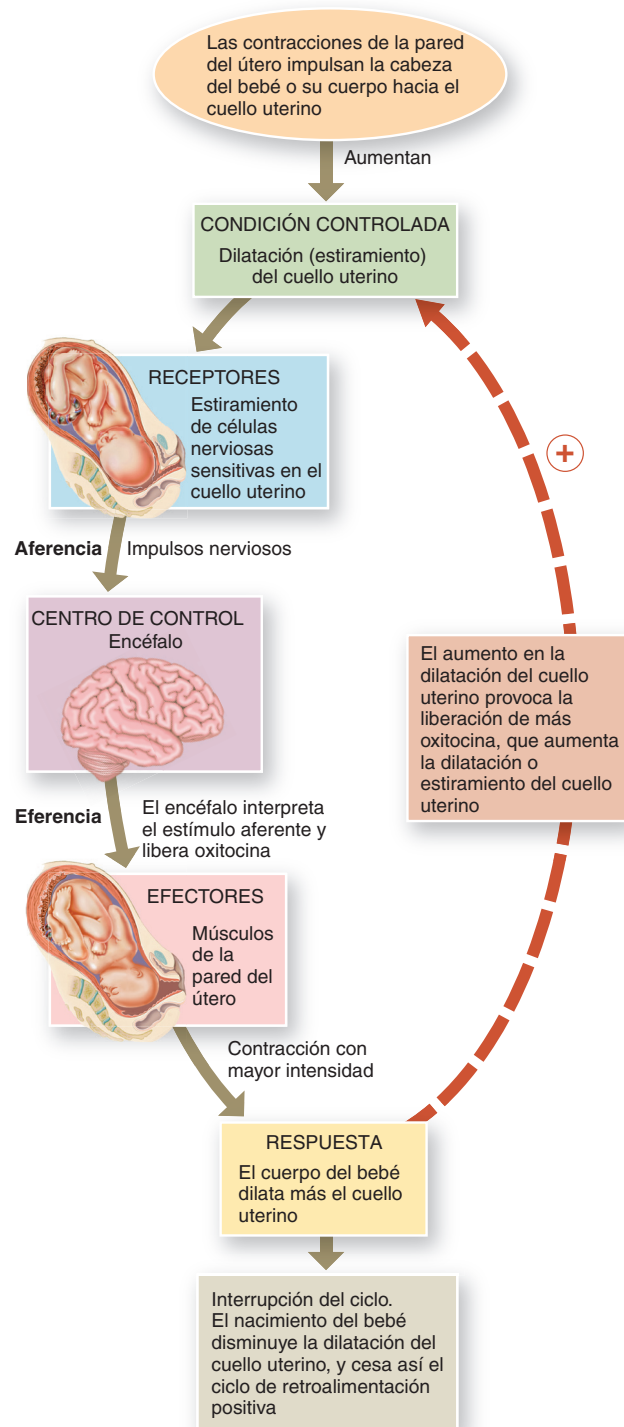 Las contracciones de la pared
del útero impulsan la cabeza
del bebé o su cuerpo hacia el
cuello uterino
Aumentan
CONDICIÓN CONTROLADA
Dilatación (estiramiento)
del cuello uterino
RECEPTORES
Estiramiento
de células
nerviosas
sensitivas en el
cuello uterino
+
Aferencia
Impulsos nerviosos
CENTRO DE CONTROL
Encéfalo
El aumento en la
dilatación del cuello
uterino provoca la
liberación de más
oxitocina, que aumenta
la dilatación o
estiramiento del cuello
uterino
Eferencia
El encéfalo interpreta
el estímulo aferente y
libera oxitocina
EFECTORES
Músculos
de la
pared del
útero
Contracción con
mayor intensidad
RESPUESTA
El cuerpo del bebé
dilata más el cuello
uterino
Interrupción del ciclo.
El nacimiento del bebé
disminuye la dilatación del
cuello uterino, y cesa así el
ciclo de retroalimentación
positiva